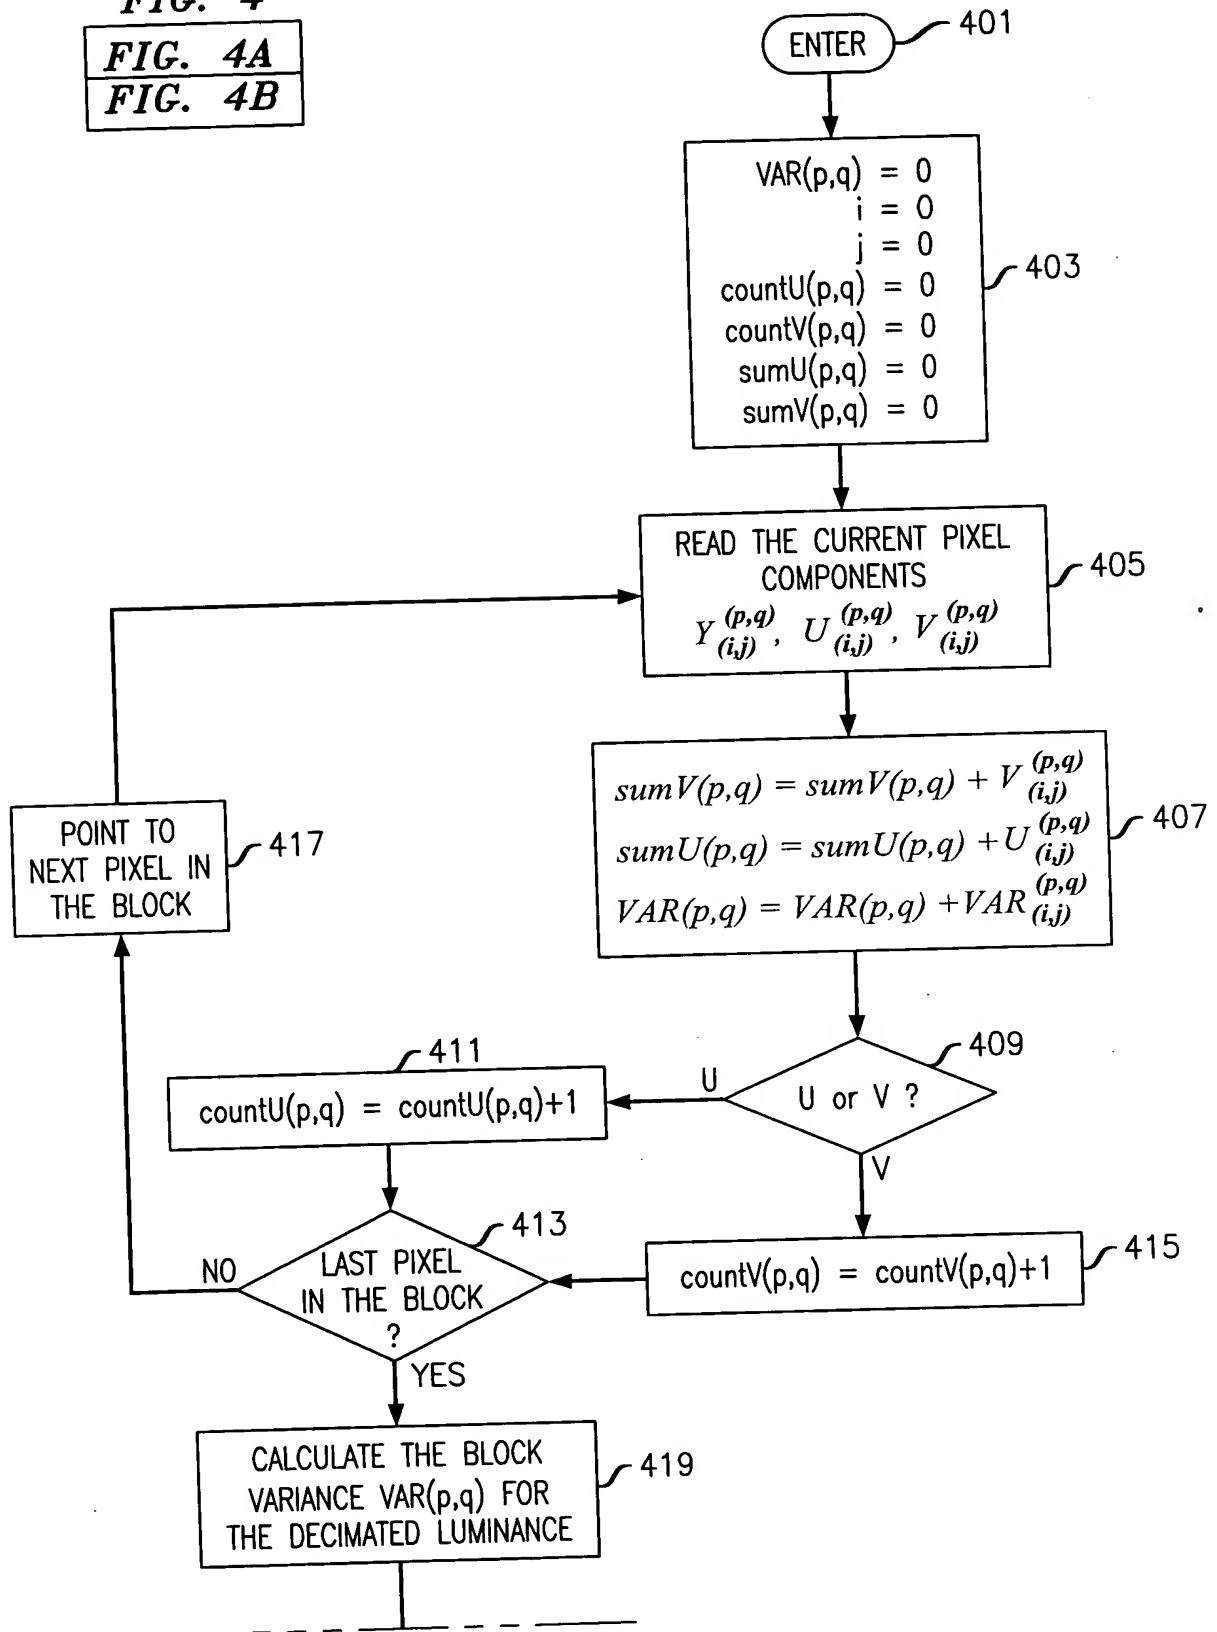 FIG. 4
FIG. 4A
FIG. 4B
ENTER
401
VAR(p,q) = 0
i = 0
j = 0
countU(p,q) = 0
countV(p,q) = 0
sumU(p,q) = 0
sumV(p,q) = 0
403
READ THE CURRENT PIXEL
COMPONENTS
Y (p,q) (i,j), U (p,q) (i,j), V (p,q) (i,j)
405
sumV(p,q) = sumV(p,q) + V (p,q) (i,j)
sumU(p,q) = sumU(p,q) +U (p,q) (i,j)
VAR(p,q) = VAR(p,q) +VAR (p,q) (i,j)
407
POINT TO
NEXT PIXEL IN
THE BLOCK
417
U or V ?
409
U
V
411
countU(p,q) = countU(p,q)+1
LAST PIXEL
IN THE BLOCK
?
413
NO
YES
countV(p,q) = countV(p,q)+1
415
CALCULATE THE BLOCK
VARIANCE VAR(p,q) FOR
THE DECIMATED LUMINANCE
419